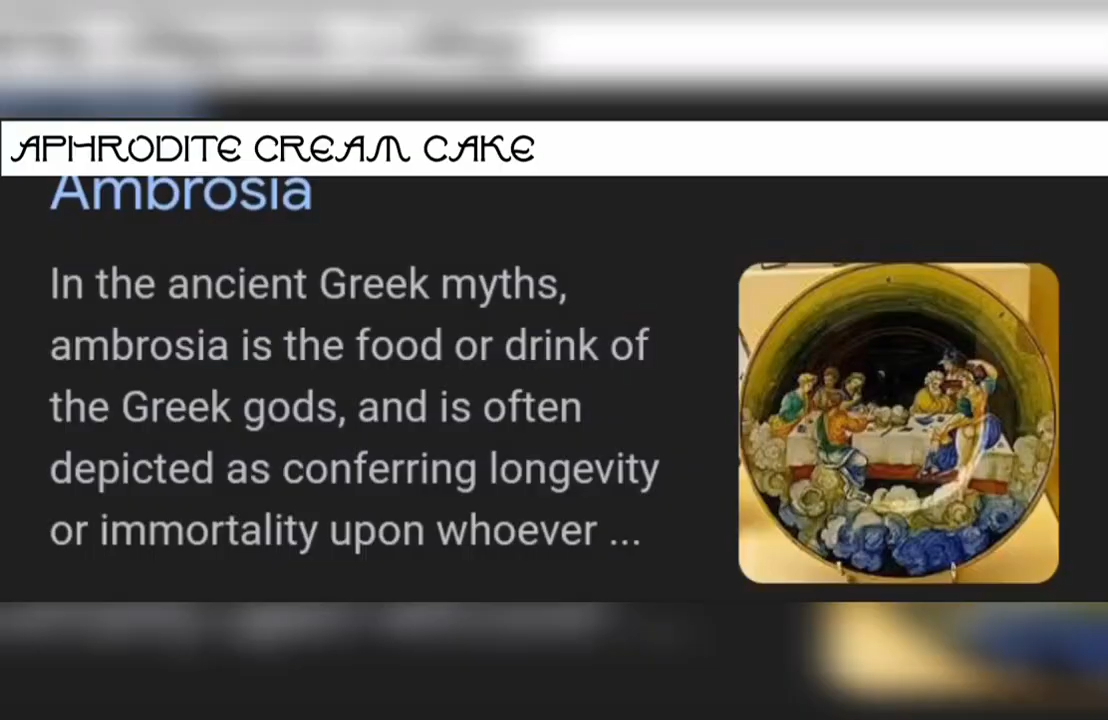 APHRODITE CREAM CAKE
Ambrosia
In the ancient Greek myths,
ambrosia is the food or drink of
the Greek gods, and is often
depicted as conferring longevity
or immortality upon whoever ...